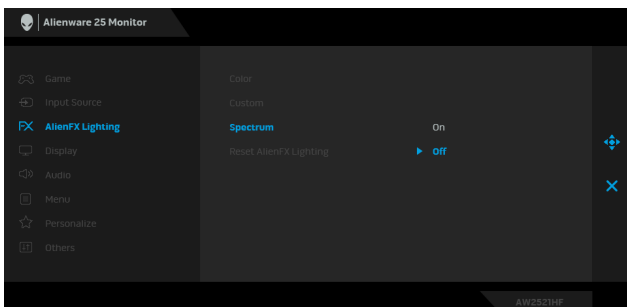 Alienware 25 Monitor
Game
Color
Input Source
Custom
FX AlienFX Lighting
Spectrum
On
Display
Reset AlienFX Lighting
Off
Audio
Menu
Personalize
Others
AW2521HF